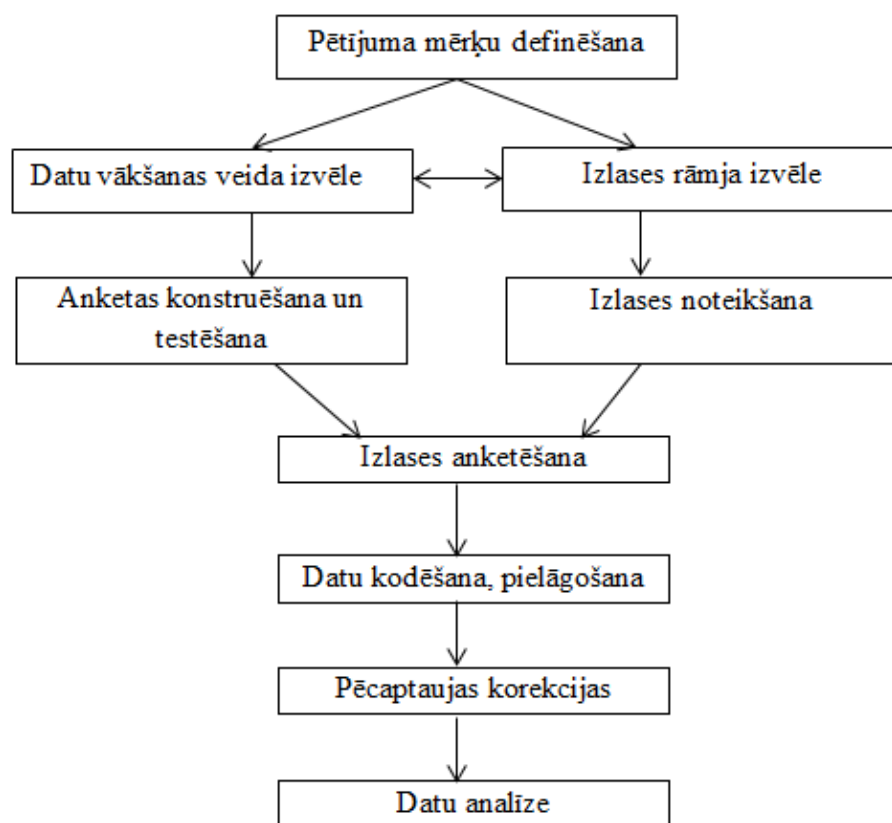 Pētījuma mērķu definēšana
Datu vākšanas veida izvēle
Izlases rāmja izvēle
Anketas konstruēšana un
testēšana
Izlases noteikšana
Izlases anketēšana
Datu kodēšana, pielāgošana
Pēcaptaujas korekcijas
Datu analīze